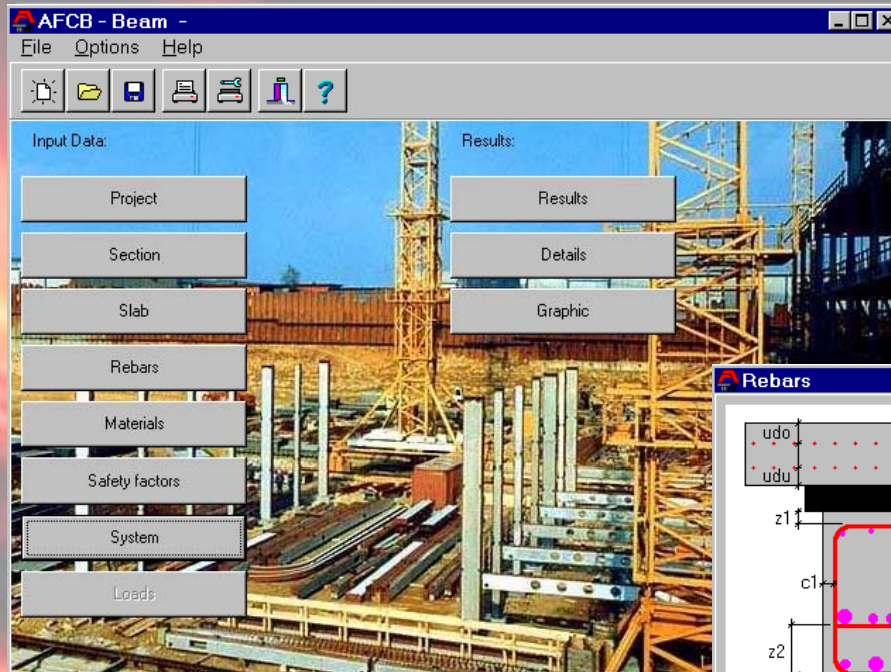 AFCB - Beam -
File Options Help
Input Data:
Results:
Project
Results
Section
Details
Slab
Graphic
Rebars
Materials
Safety factors
System
Loads
Rebars
udo
udu
z1
c1
z2